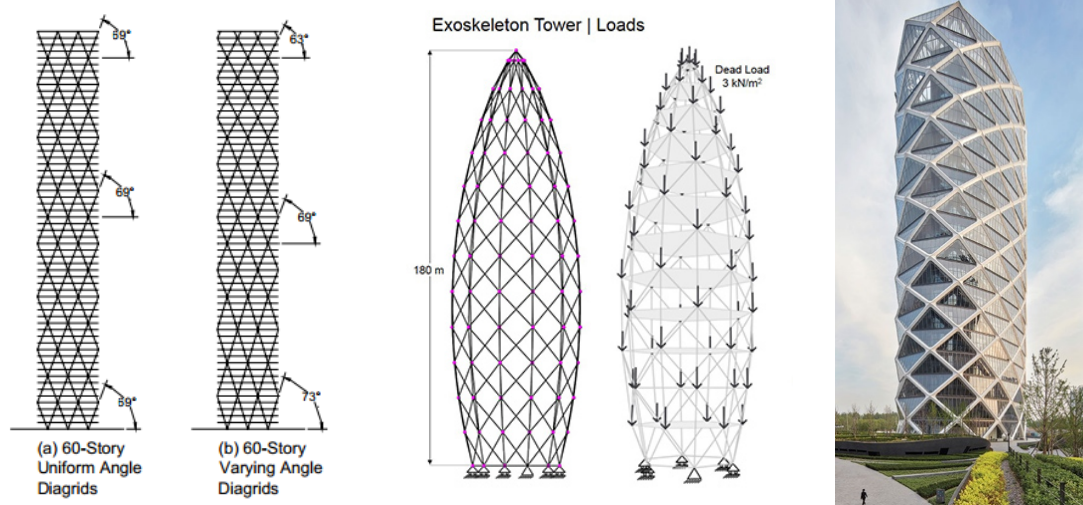 69°
69°
69°
(a) 60-Story
Uniform Angle
Diagrids
63°
69°
73°
(b) 60-Story
Varying Angle
Diagrids
Exoskeleton Tower | Loads
180 m
Dead Load
3 kN/m²